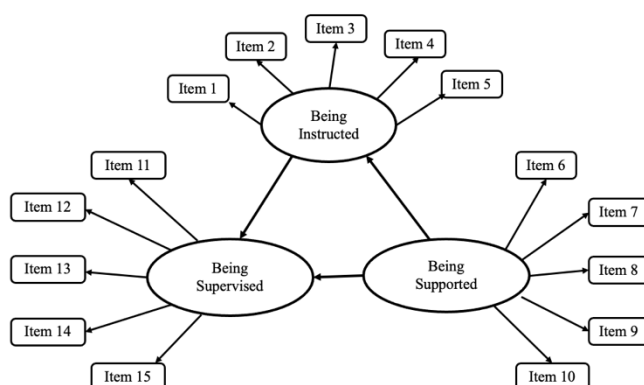 Item 3
Item 2
Item 4
Item 1
Item 5
Being
Instructed
Item 11
Item 6
Item 12
Item 7
Item 13
Being
Supervised
Being
Supported
Item 8
Item 14
Item 9
Item 15
Item 10